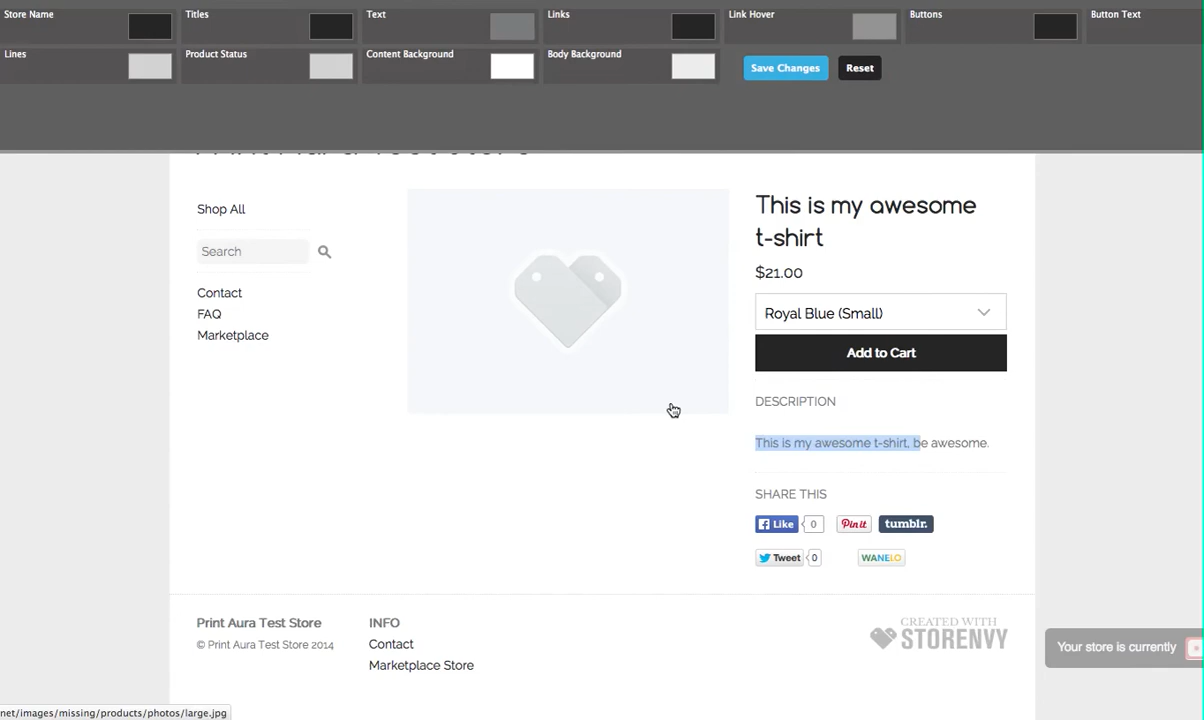 Store Name
Titles
Text
Links
Link Hover
Buttons
Button Text
Lines
Product Status
Content Background
Body Background
Save Changes
Reset
Shop All
Search
Contact
FAQ
Marketplace
This is my awesome
t-shirt
$21.00
Royal Blue (Small)
Add to Cart
DESCRIPTION
This is my awesome t-shirt, be awesome.
SHARE THIS
Like 0
Pinit
tumblr.
Tweet 0
WANELO
Print Aura Test Store
© Print Aura Test Store 2014
INFO
Contact
Marketplace Store
CREATED WITH
STORENVY
Your store is currently
net/images/missing/products/photos/large.jpg